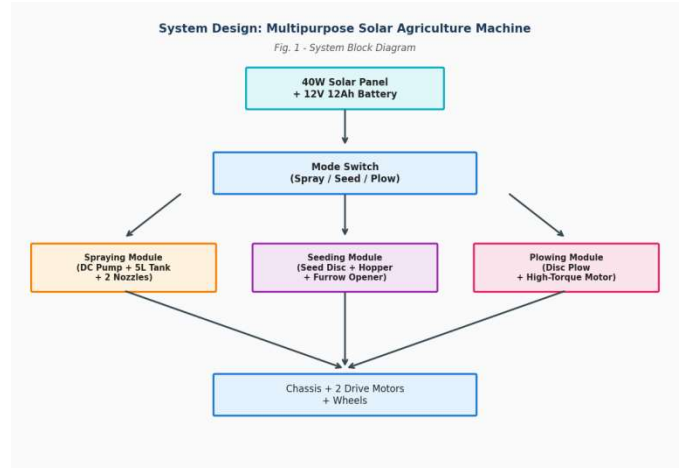 System Design: Multipurpose Solar Agriculture Machine
Fig. 1 - System Block Diagram
40W Solar Panel
+ 12V 12Ah Battery
Mode Switch
(Spray / Seed / Plow)
Spraying Module
(DC Pump + 5L Tank
+ 2 Nozzles)
Seeding Module
(Seed Disc + Hopper
+ Furrow Opener)
Plowing Module
(Disc Plow
+ High-Torque Motor)
Chassis + 2 Drive Motors
+ Wheels